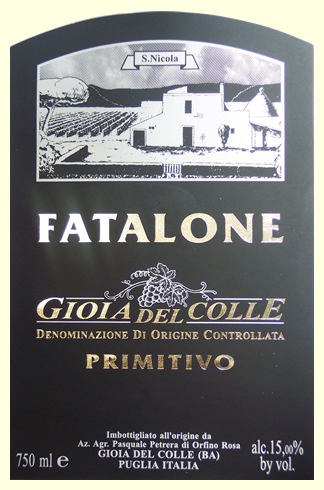 S.Nicola
FATALONE
GIOIA DEL COLLE
DENOMINAZIONE DI ORIGINE CONTROLLATA
PRIMITIVO
Imbottigliato all'origine da
Az. Agr. Pasquale Petrera di Orfino Rosa
GIOIA DEL COLLE (BA)
PUGLIA ITALIA
750 ml e
alc.15,00%
by vol.